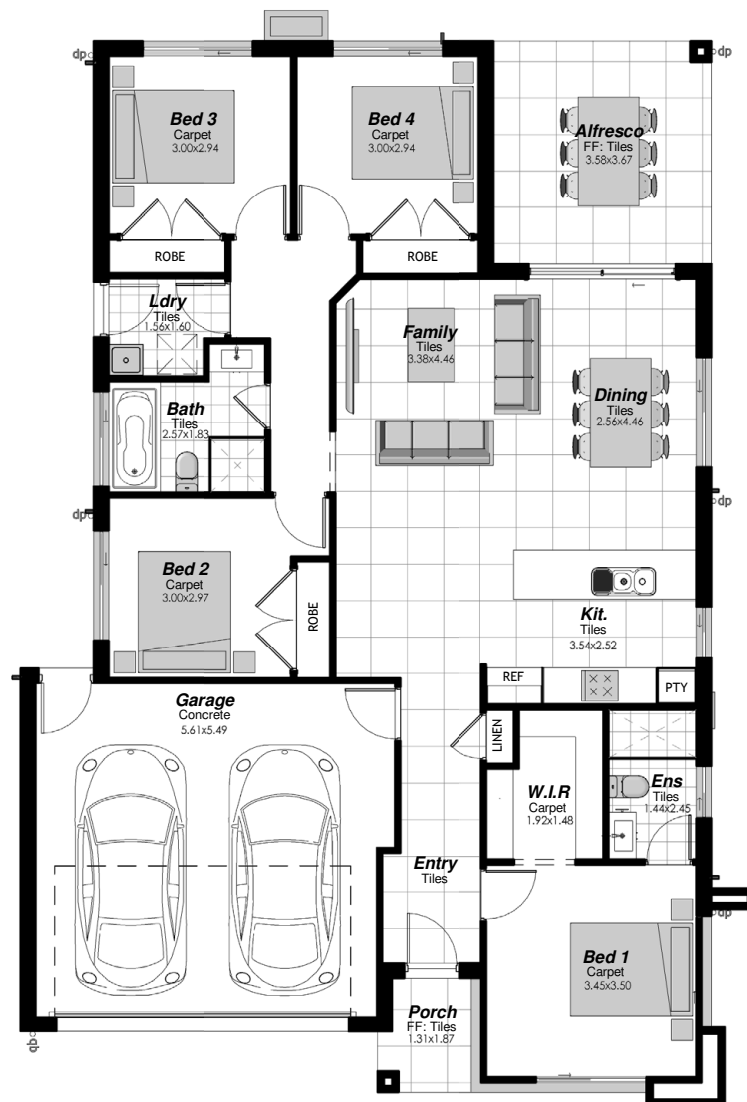 dp
Bed 3
Carpet
3.00x2.94
Bed 4
Carpet
3.00x2.94
Alfresco
FF: Tiles
3.58x3.67
dp
ROBE
ROBE
Ldry
Tiles
1.56x1.60
Family
Tiles
3.38x4.46
Dining
Tiles
2.56x4.46
Bath
Tiles
2.57x1.83
dp
dp
Bed 2
Carpet
3.00x2.97
ROBE
Kit.
Tiles
3.54x2.52
REF
PTY
Garage
Concrete
5.61x5.49
LINEN
W.I.R
Carpet
1.92x1.48
Ens
Tiles
1.44x2.45
Entry
Tiles
dp
Bed 1
Carpet
3.45x3.50
Porch
FF: Tiles
1.31x1.87
dp